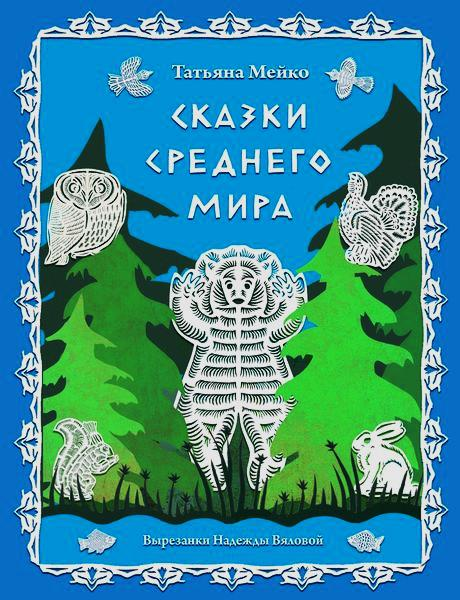 Татьяна Мейко
СКАЗКИ
СРЕДНЕГО
МИРА
Вырезанки Надежды Вяловой